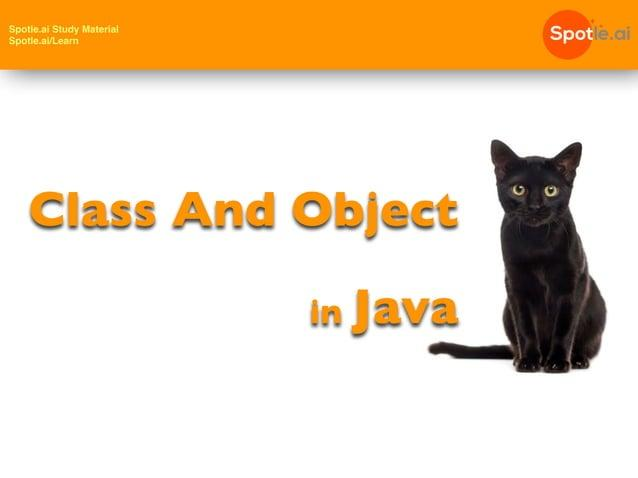 Spotle.ai Study Material
Spotle.ai/Learn
Spotle.ai
Class And Object
in Java